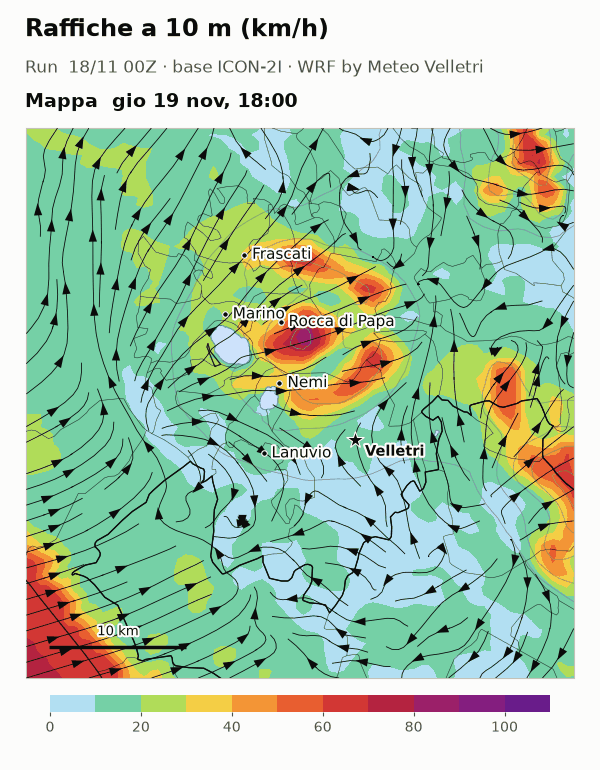 Raffiche a 10 m (km/h)
Run  18/11 00Z · base ICON-2I · WRF by Meteo Velletri
Mappa  gio 19 nov, 18:00
Frascati
Marino
Rocca di Papa
Nemi
Velletri
Lanuvio
10 km
0 20 40 60 80 100